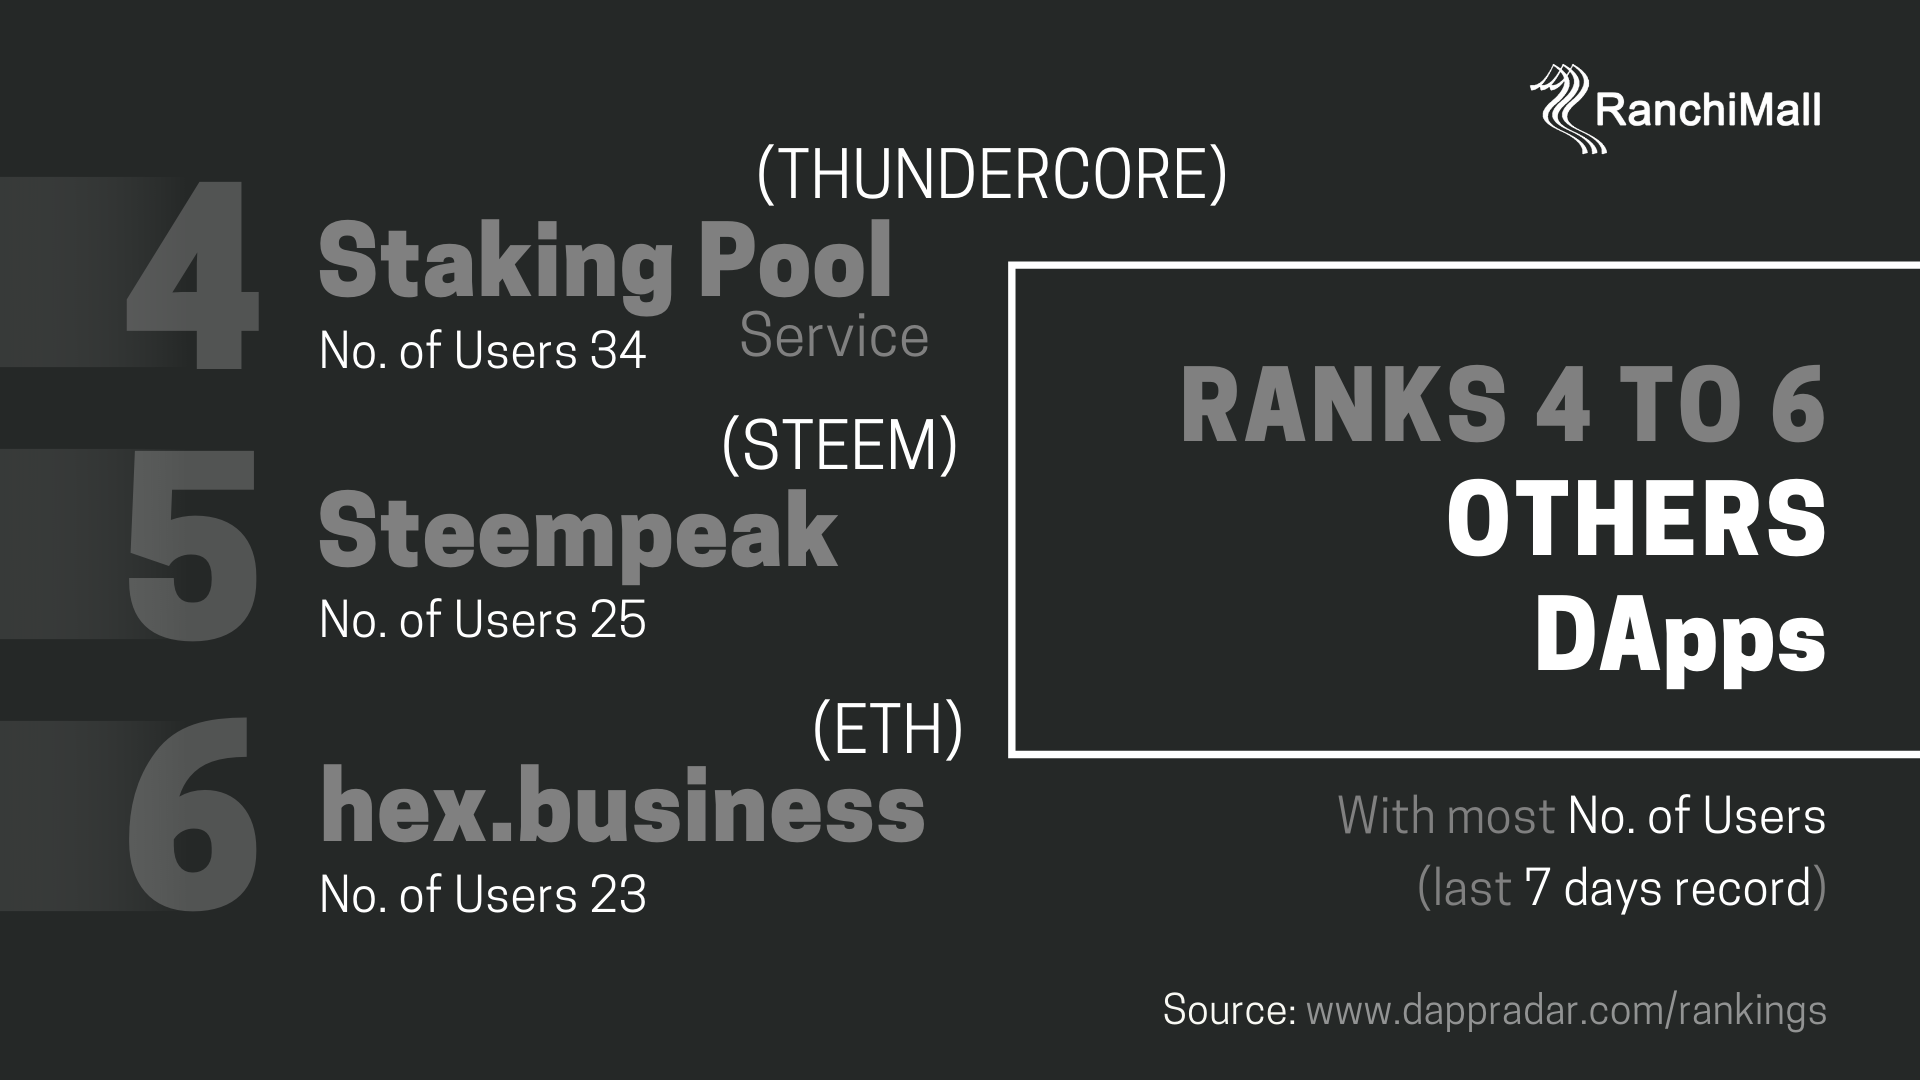 RanchiMall
(THUNDERCORE)
4
Staking Pool
Service
No. of Users 34
(STEEM)
5
Steempeak
No. of Users 25
(ETH)
6
hex.business
No. of Users 23
RANKS 4 TO 6
OTHERS
DApps
With most No. of Users
(last 7 days record)
Source: www.dappradar.com/rankings